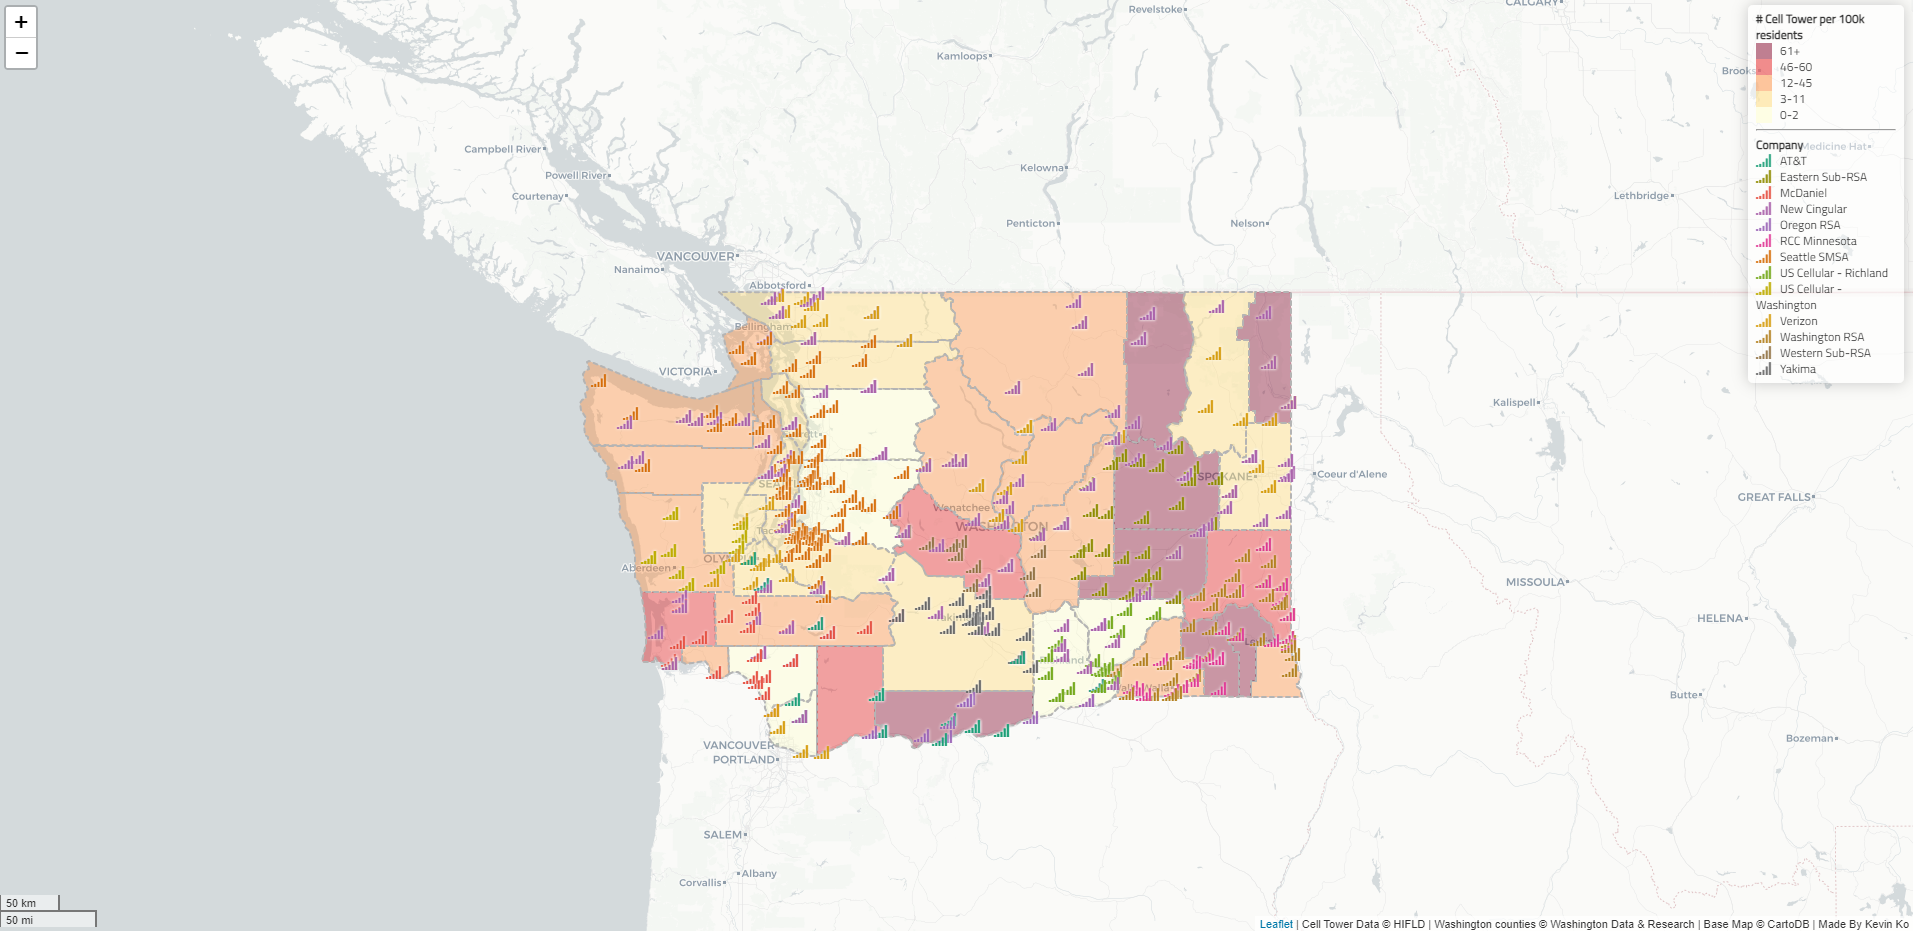 +
−
Revelstoke
CALGARY
Kamloops
Campbell River
Powell River
Courtenay
Kelowna
Penticton
Nelson
Lethbridge
VANCOUVER
Nanaimo
Abbotsford
Bellingham
VICTORIA
Kalispell
SPOKANE
Coeur d'Alene
GREAT FALLS
Wenatchee
WASHINGTON
Aberdeen
MISSOULA
HELENA
Butte
Bozeman
VANCOUVER
PORTLAND
SALEM
Albany
Corvallis
# Cell Tower per 100k
residents
61+
46-60
12-45
3-11
0-2
Company
Medicine Hat
AT&T
Eastern Sub-RSA
McDaniel
New Cingular
Oregon RSA
RCC Minnesota
Seattle SMSA
US Cellular - Richland
US Cellular -
Washington
Verizon
Washington RSA
Western Sub-RSA
Yakima
50 km
50 mi
Leaflet | Cell Tower Data © HIFLD | Washington counties © Washington Data & Research | Base Map © CartoDB | Made By Kevin Ko